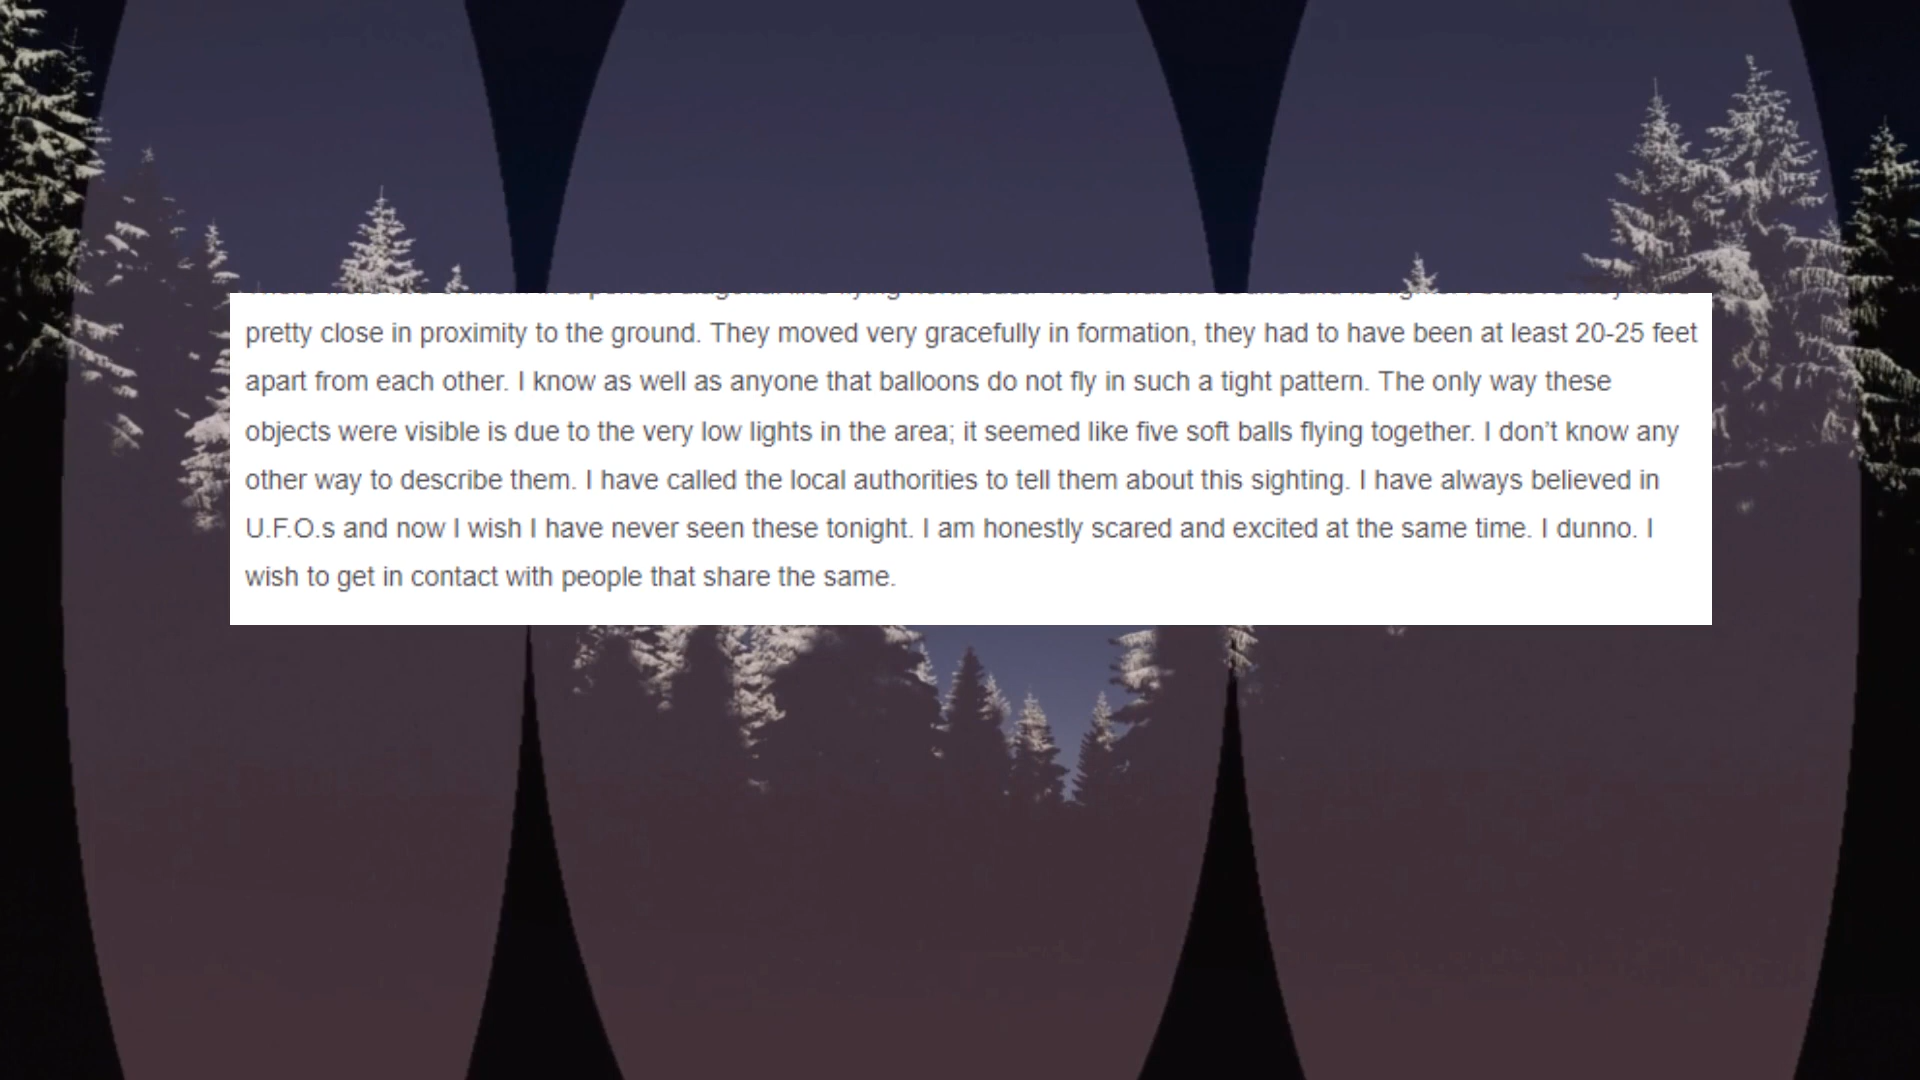 pretty close in proximity to the ground. They moved very gracefully in formation, they had to have been at least 20-25 feet
apart from each other. I know as well as anyone that balloons do not fly in such a tight pattern. The only way these
objects were visible is due to the very low lights in the area; it seemed like five soft balls flying together. I don’t know any
other way to describe them. I have called the local authorities to tell them about this sighting. I have always believed in
U.F.O.s and now I wish I have never seen these tonight. I am honestly scared and excited at the same time. I dunno. I
wish to get in contact with people that share the same.